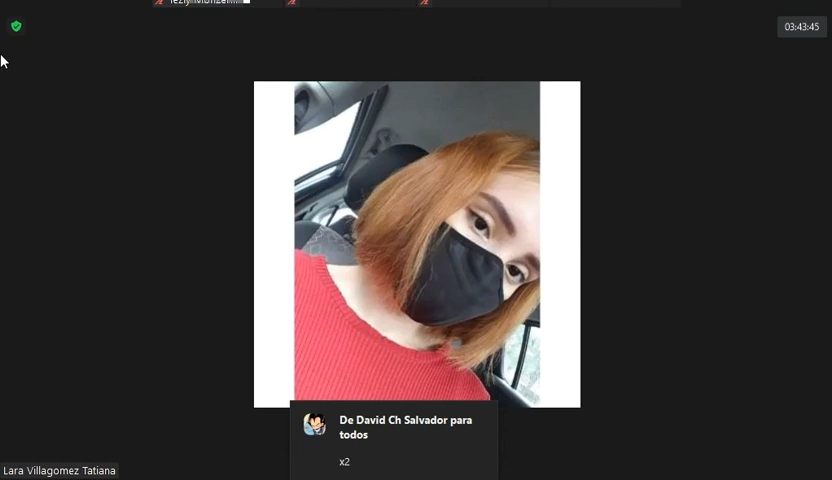 03:43:45
De David Ch Salvador para
todos
x2
Lara Villagomez Tatiana